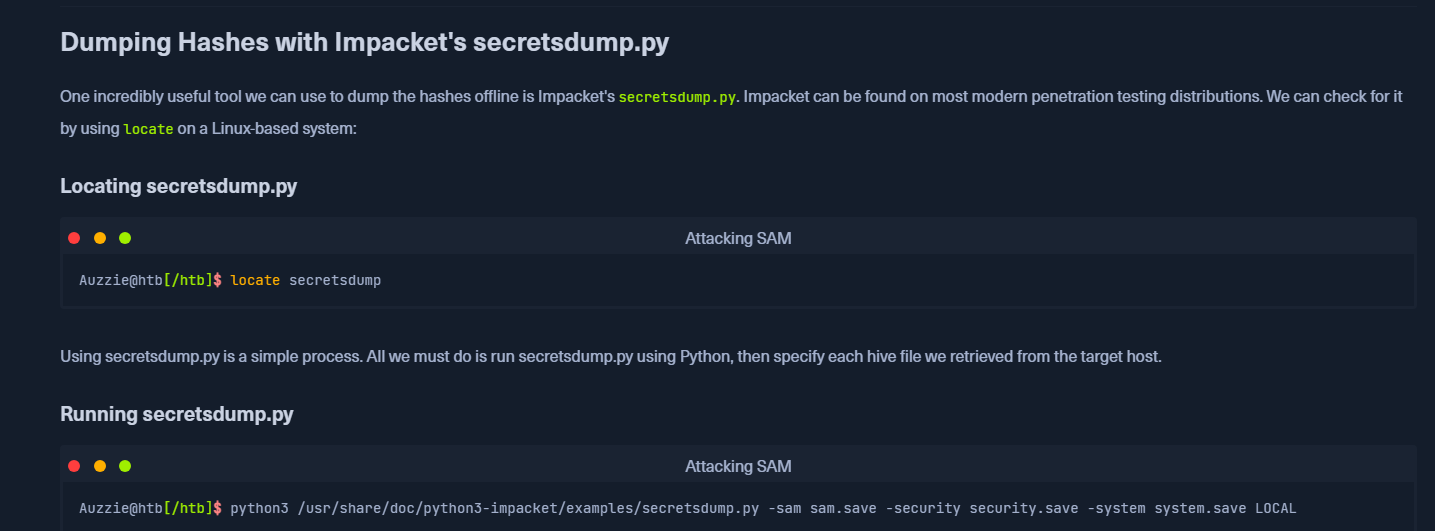 Dumping Hashes with Impacket's secretsdump.py
One incredibly useful tool we can use to dump the hashes offline is Impacket's secretsdump.py. Impacket can be found on most modern penetration testing distributions. We can check for it
by using locate on a Linux-based system:
Locating secretsdump.py
Attacking SAM
Auzzie@htb[/htb]$ locate secretsdump
Using secretsdump.py is a simple process. All we must do is run secretsdump.py using Python, then specify each hive file we retrieved from the target host.
Running secretsdump.py
Attacking SAM
Auzzie@htb[/htb]$ python3 /usr/share/doc/python3-impacket/examples/secretsdump.py -sam sam.save -security security.save -system system.save LOCAL